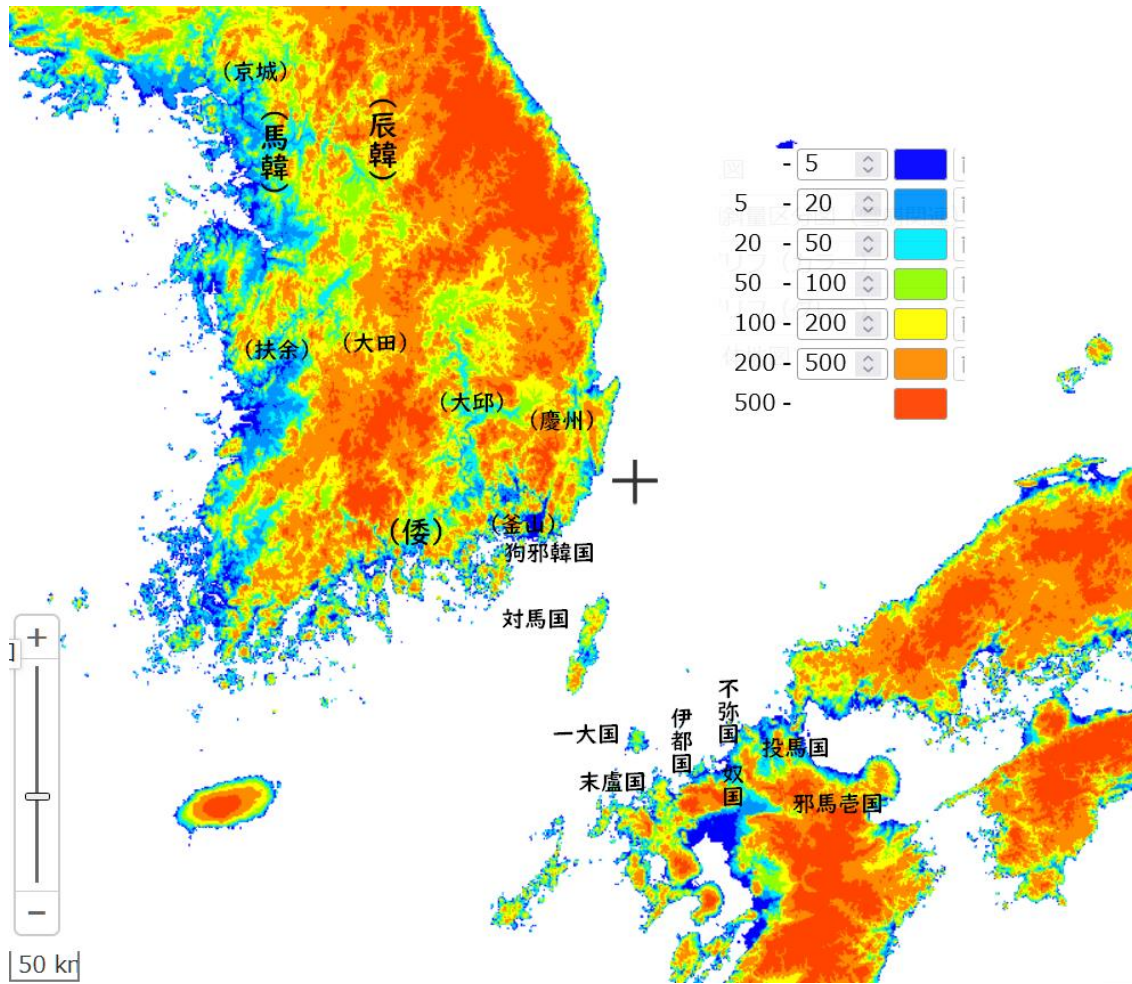 （京城）
（馬韓）
（辰韓）
- 5
5 - 20
20 - 50
50 - 100
100 - 200
200 - 500
500 -
（扶余）
（大田）
（大邱）
（慶州）
（倭）
（釜山）
狗邪韓国
対馬国
一大国
伊都国
不弥国
投馬国
末盧国
奴国
邪馬壱国
+
−
50 km